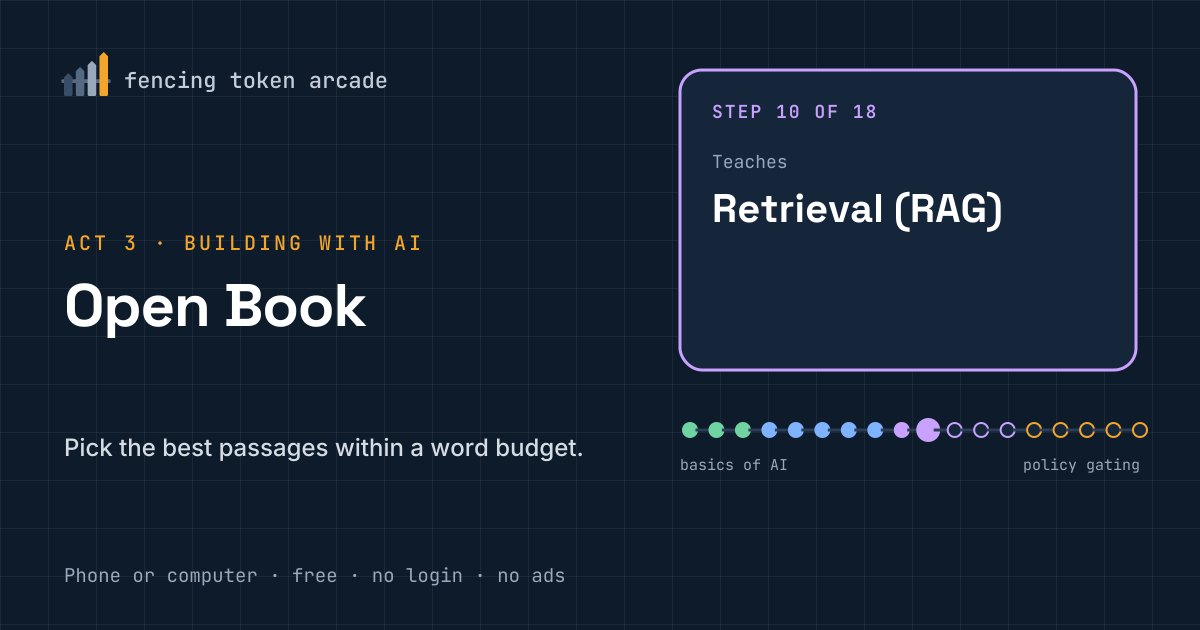 fencing token arcade
ACT 3 · BUILDING WITH AI
Open Book
Pick the best passages within a word budget.
Phone or computer · free · no login · no ads
STEP 10 OF 18
Teaches
Retrieval (RAG)
basics of AI
policy gating